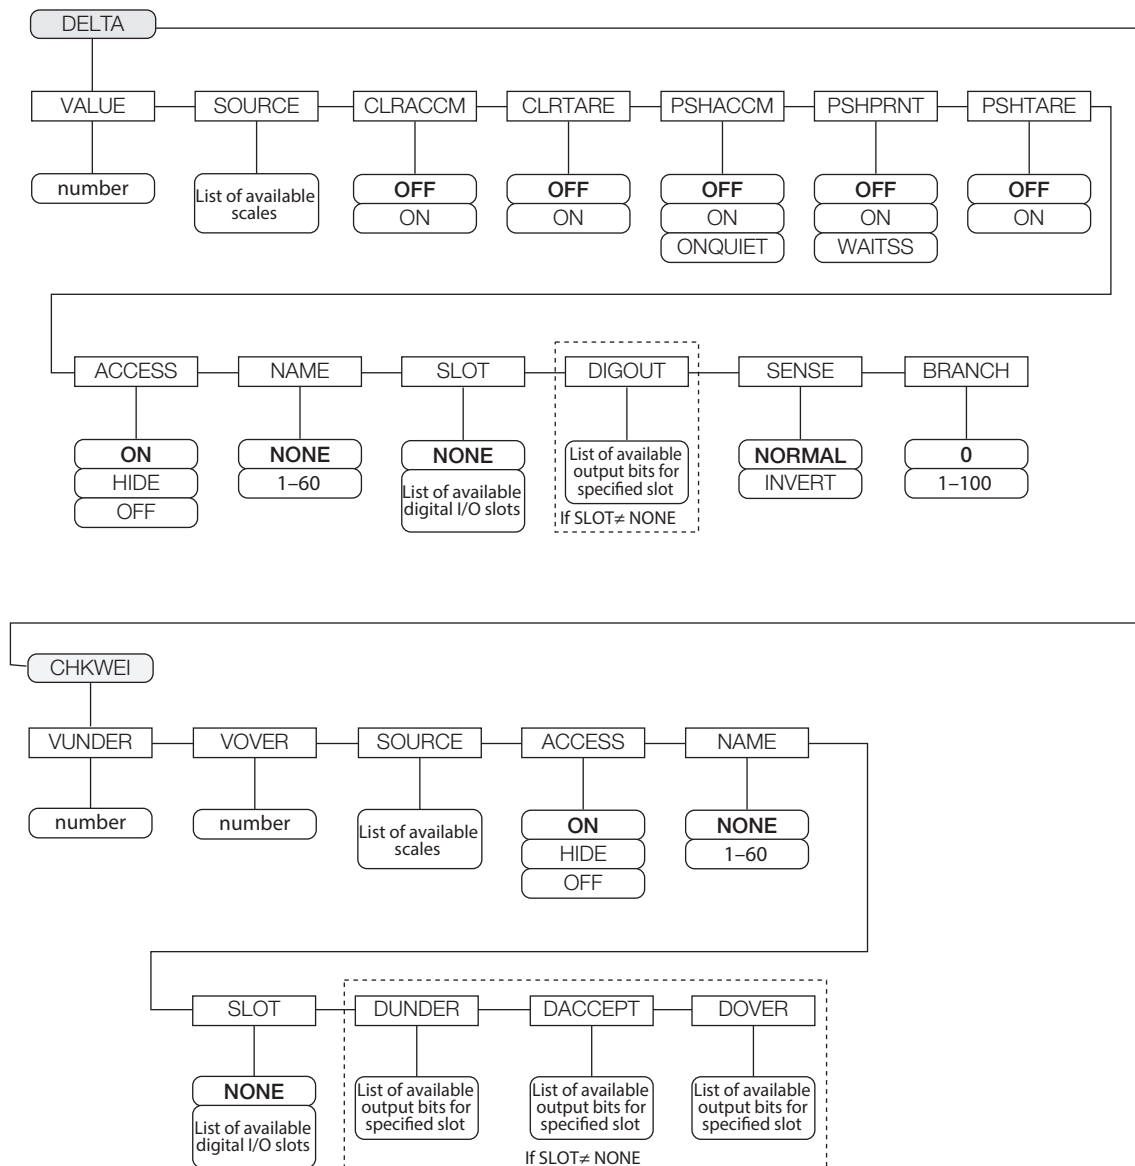 DELTA
VALUE SOURCE CLRACCM CLRTARE PSHACCM PSHPRNT PSHTARE
number
List of available
scales
OFF
ON
OFF
ON
OFF
ON
ONQUIET
OFF
ON
WAITSS
OFF
ON
ACCESS NAME SLOT DIGOUT SENSE BRANCH
ON
HIDE
OFF
NONE
1–60
NONE
List of available
digital I/O slots
List of available
output bits for
specified slot
If SLOT≠ NONE
NORMAL
INVERT
0
1–100
CHKWEI
VUNDER VOVER SOURCE ACCESS NAME
number
number
List of available
scales
ON
HIDE
OFF
NONE
1–60
SLOT DUNDER DACCEPT DOVER
NONE
List of available
digital I/O slots
List of available
output bits for
specified slot
List of available
output bits for
specified slot
List of available
output bits for
specified slot
If SLOT≠ NONE